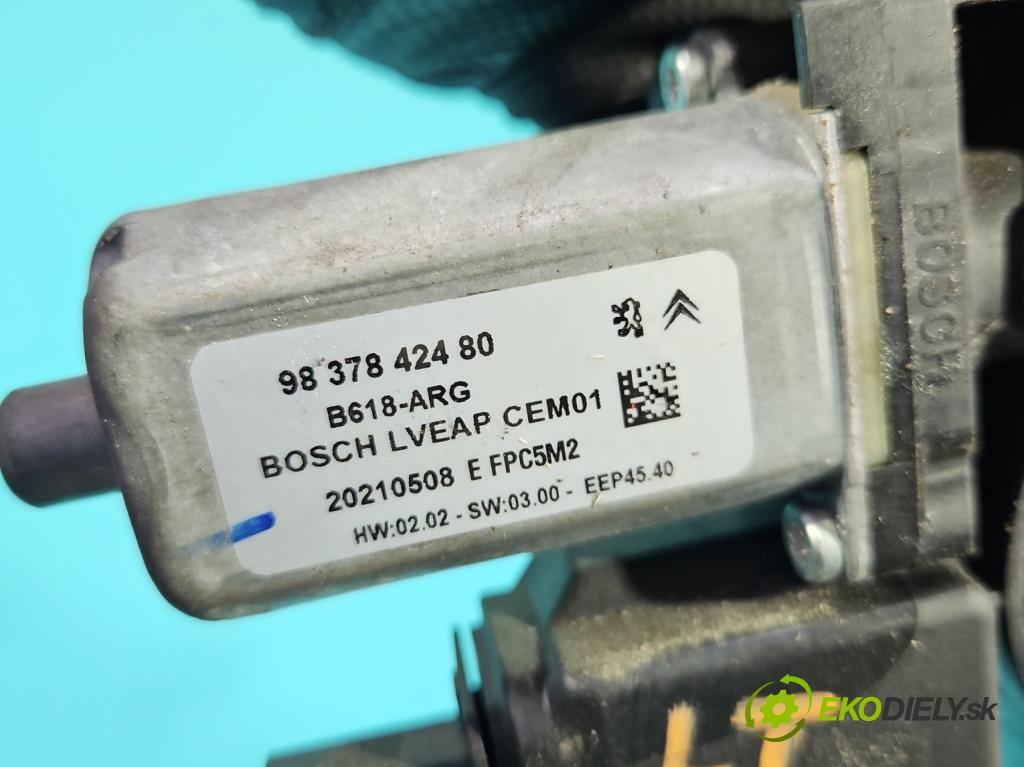 98 378 424 80
B618-ARG
BOSCH LVEAP CEM01
20210508 E FPC5M2
HW:02.02 - SW:03.00 - EEP45.40
BOSCH
EKODIELY.sk